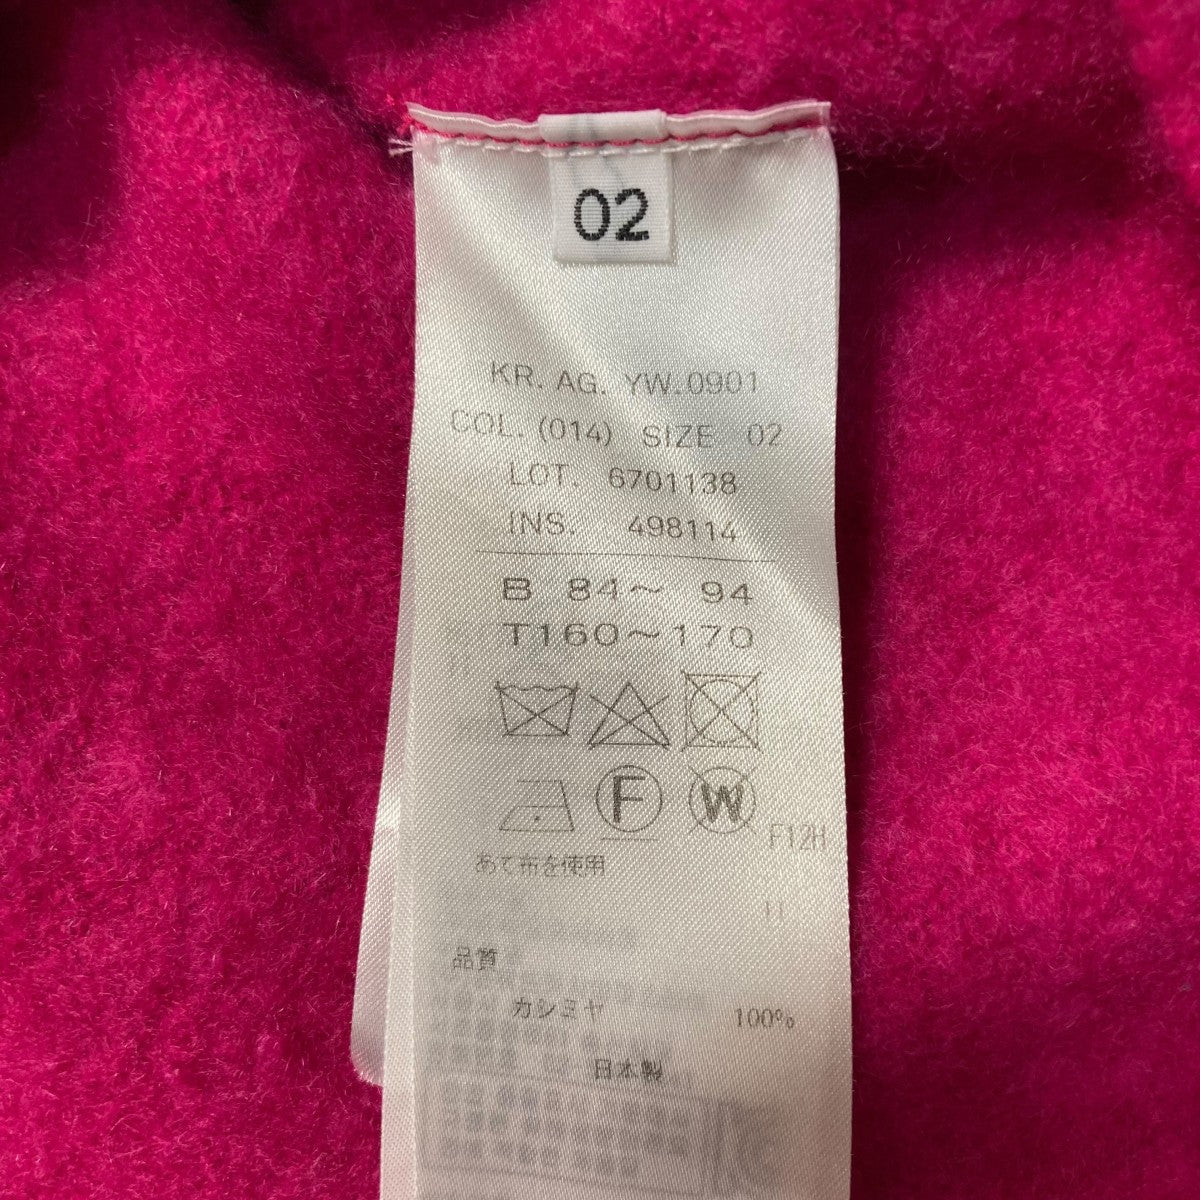 02
KR. AG. YW.0901
COL. (014) SIZE 02
LOT. 6701138
INS. 498114
B 84～ 94
T160～170
F W
F12H
あて布を使用
品質
カシミヤ 100%
日本製